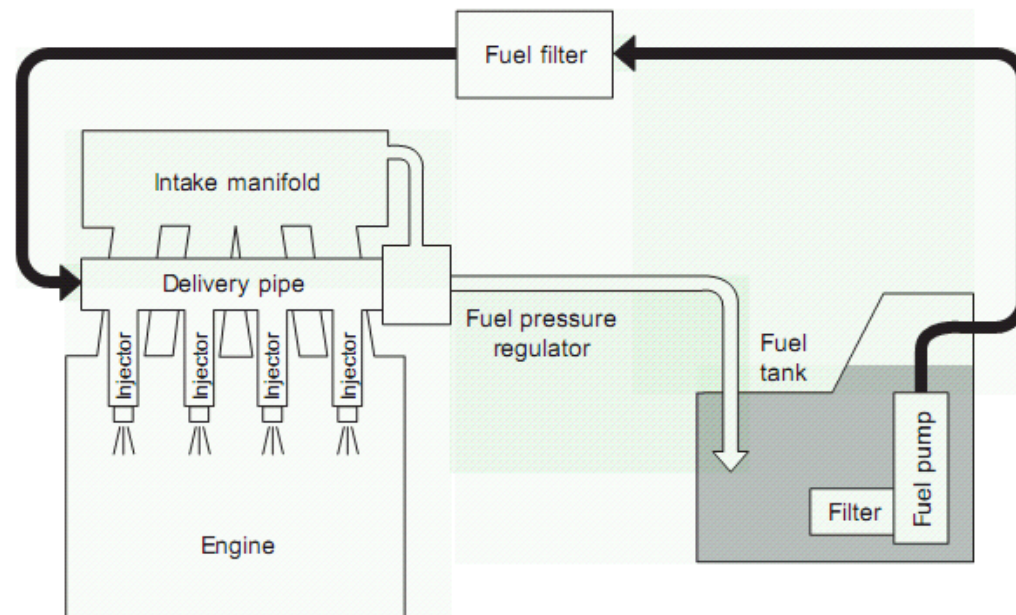 Fuel filter
Intake manifold
Delivery pipe
Fuel pressure
regulator
Fuel
tank
Injector
Injector
Injector
Injector
Fuel pump
Filter
Engine